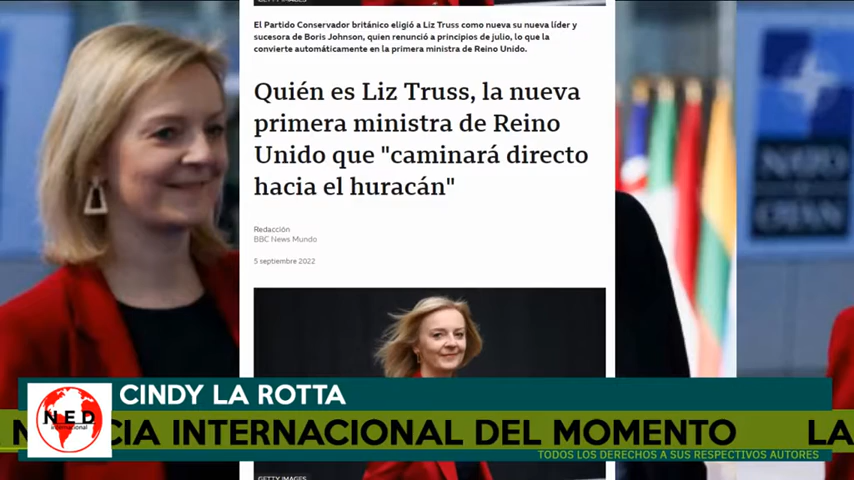 GETTY IMAGES
El Partido Conservador británico eligió a Liz Truss como nueva su nueva líder y
sucesora de Boris Johnson, quien renunció a principios de julio, lo que la
convierte automáticamente en la primera ministra de Reino Unido.
Quién es Liz Truss, la nueva
primera ministra de Reino
Unido que "caminará directo
hacia el huracán"
Redacción
BBC News Mundo
5 septiembre 2022
NATO
OTAN
CINDY LA ROTTA
NED
internacional
N CIA INTERNACIONAL DEL MOMENTO LA
TODOS LOS DERECHOS A SUS RESPECTIVOS AUTORES
GETTY IMAGES